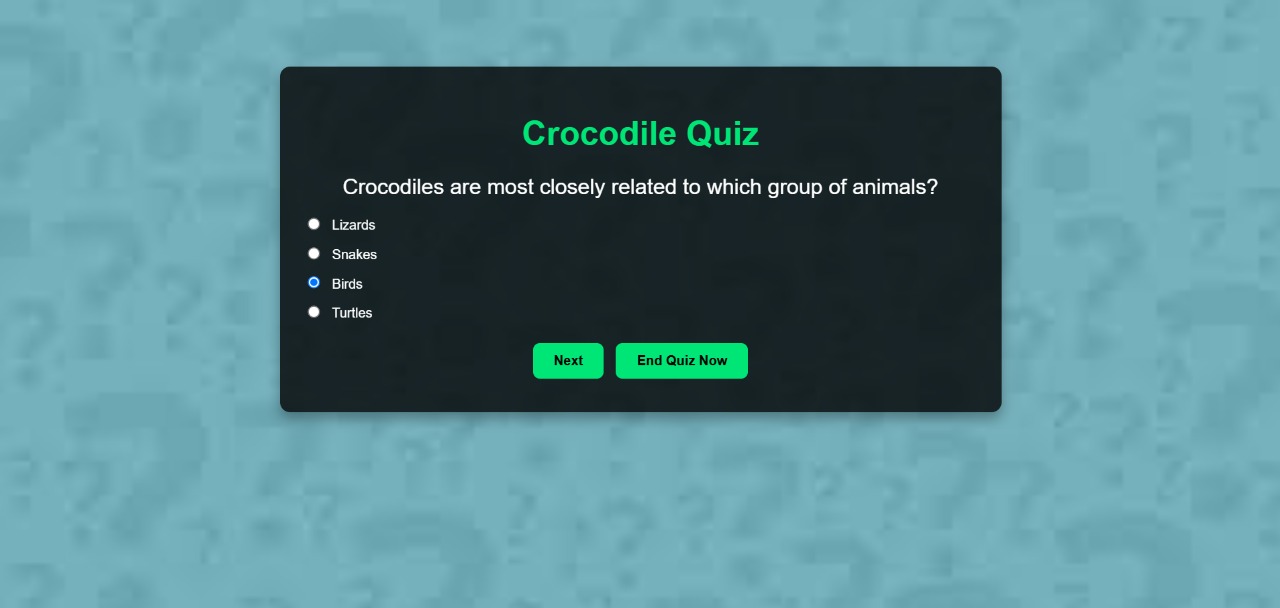 Crocodile Quiz
Crocodiles are most closely related to which group of animals?
Lizards
Snakes
Birds
Turtles
Next End Quiz Now